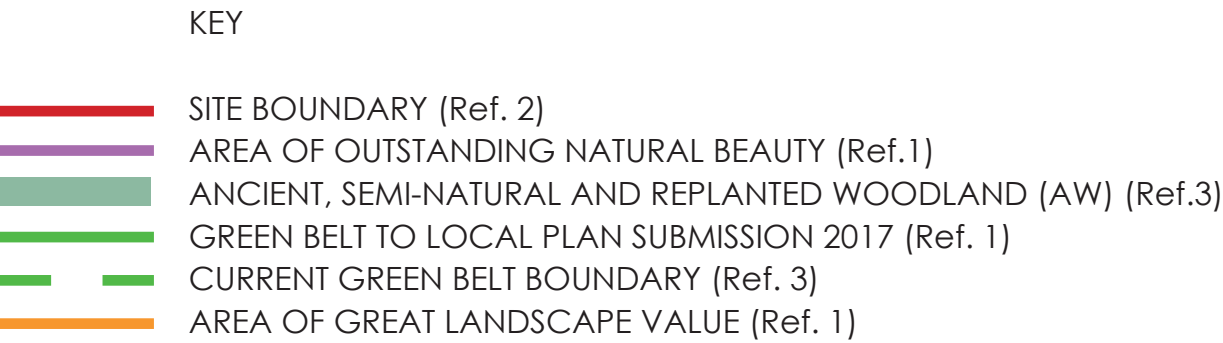 KEY
SITE BOUNDARY (Ref. 2)
AREA OF OUTSTANDING NATURAL BEAUTY (Ref.1)
ANCIENT, SEMI-NATURAL AND REPLANTED WOODLAND (AW) (Ref.3)
GREEN BELT TO LOCAL PLAN SUBMISSION 2017 (Ref. 1)
CURRENT GREEN BELT BOUNDARY (Ref. 3)
AREA OF GREAT LANDSCAPE VALUE (Ref. 1)